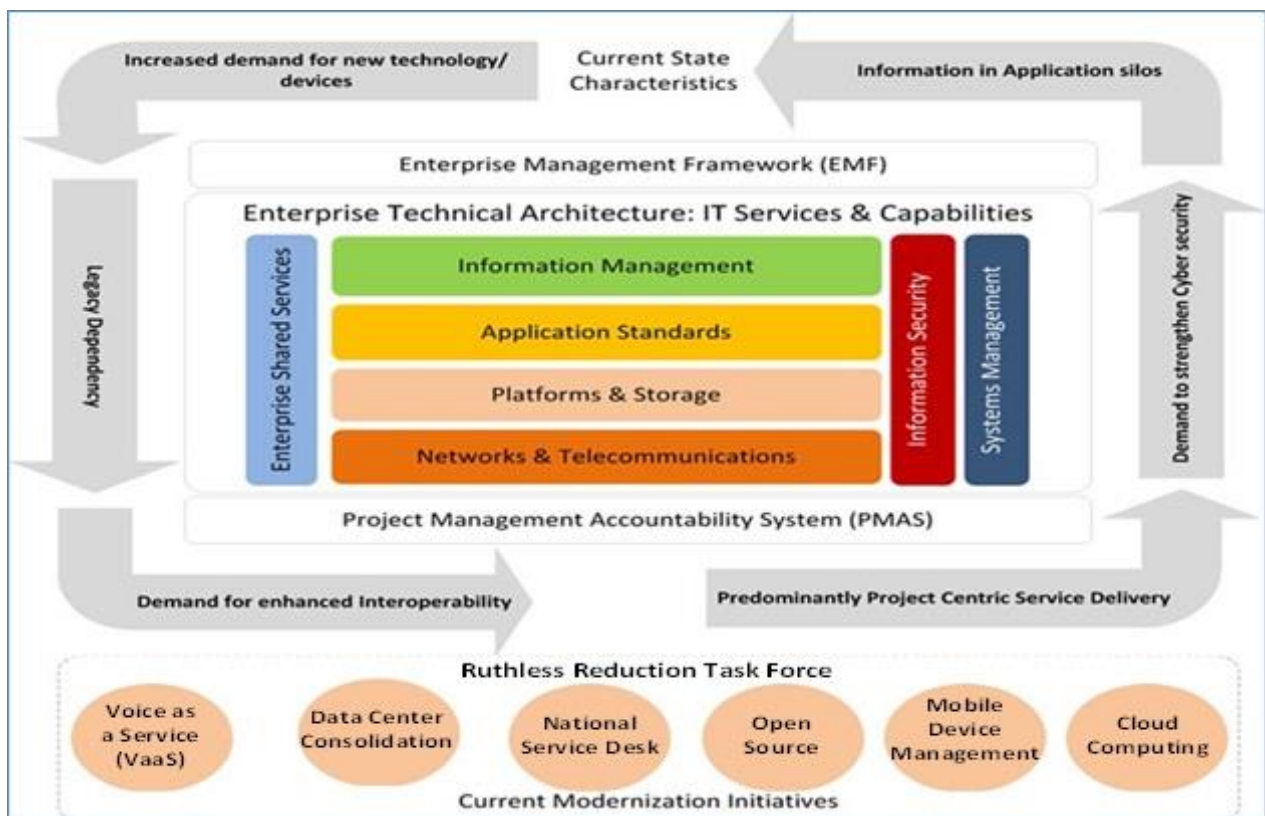 Increased demand for new technology/
devices
Current State
Characteristics
Information in Application silos
Enterprise Management Framework (EMF)
Enterprise Technical Architecture: IT Services & Capabilities
Legacy Dependency
Enterprise Shared Services
Information Management
Application Standards
Platforms & Storage
Networks & Telecommunications
Information Security
Systems Management
Demand to strengthen Cyber security
Project Management Accountability System (PMAS)
Demand for enhanced Interoperability
Predominantly Project Centric Service Delivery
Ruthless Reduction Task Force
Voice as
a Service
(VaaS)
Data Center
Consolidation
National
Service Desk
Open
Source
Mobile
Device
Management
Cloud
Computing
Current Modernization Initiatives